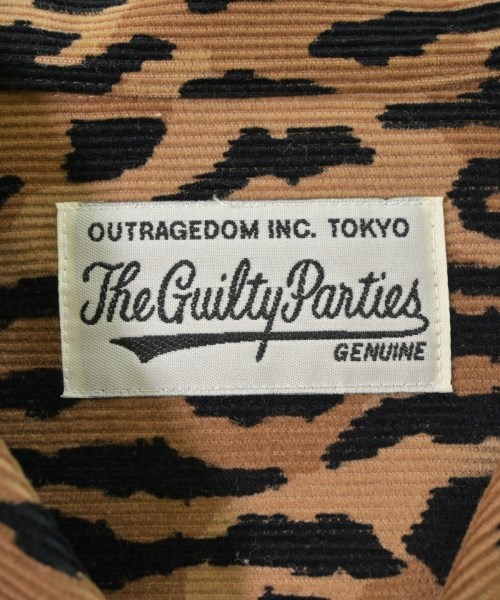 OUTRAGEDOM INC. TOKYO
The Guilty Parties
GENUINE